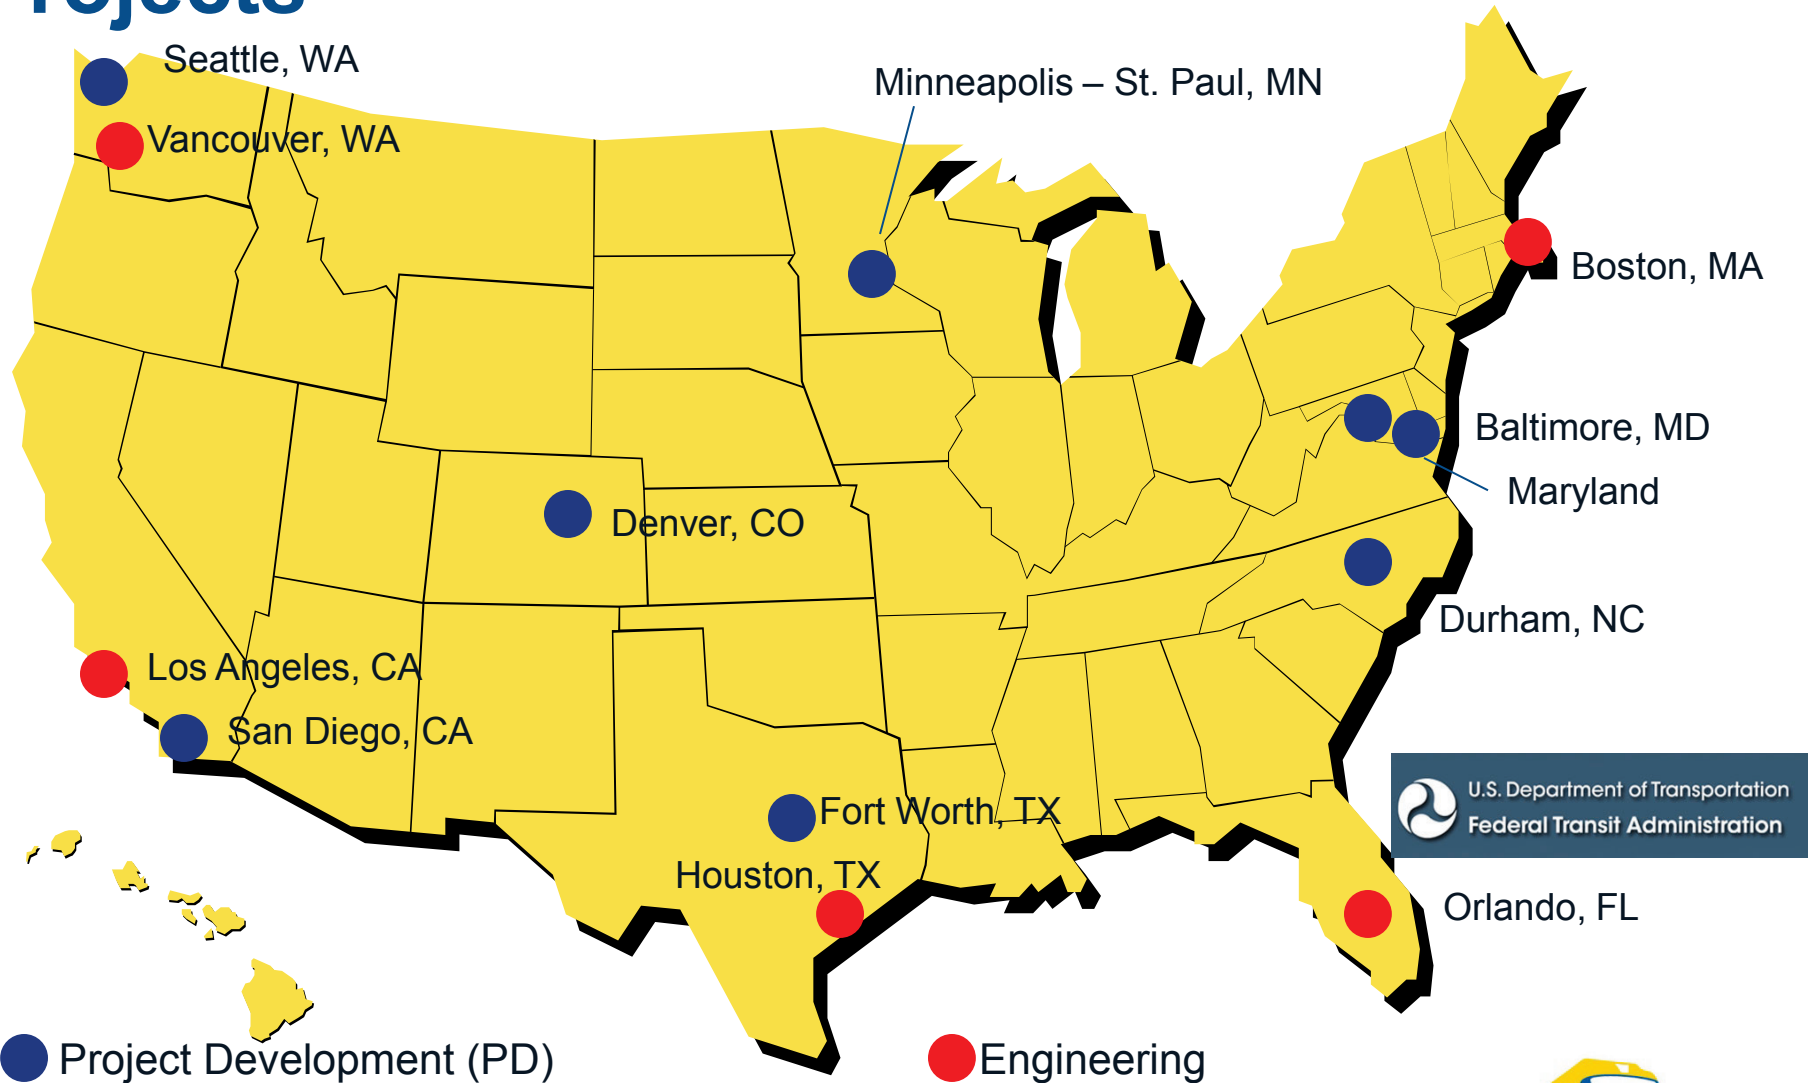 rojects
Seattle, WA
Minneapolis – St. Paul, MN
Vancouver, WA
Boston, MA
Baltimore, MD
Maryland
Denver, CO
Durham, NC
Los Angeles, CA
San Diego, CA
U.S. Department of Transportation
Federal Transit Administration
Fort Worth, TX
Houston, TX
Orlando, FL
Project Development (PD)
Engineering